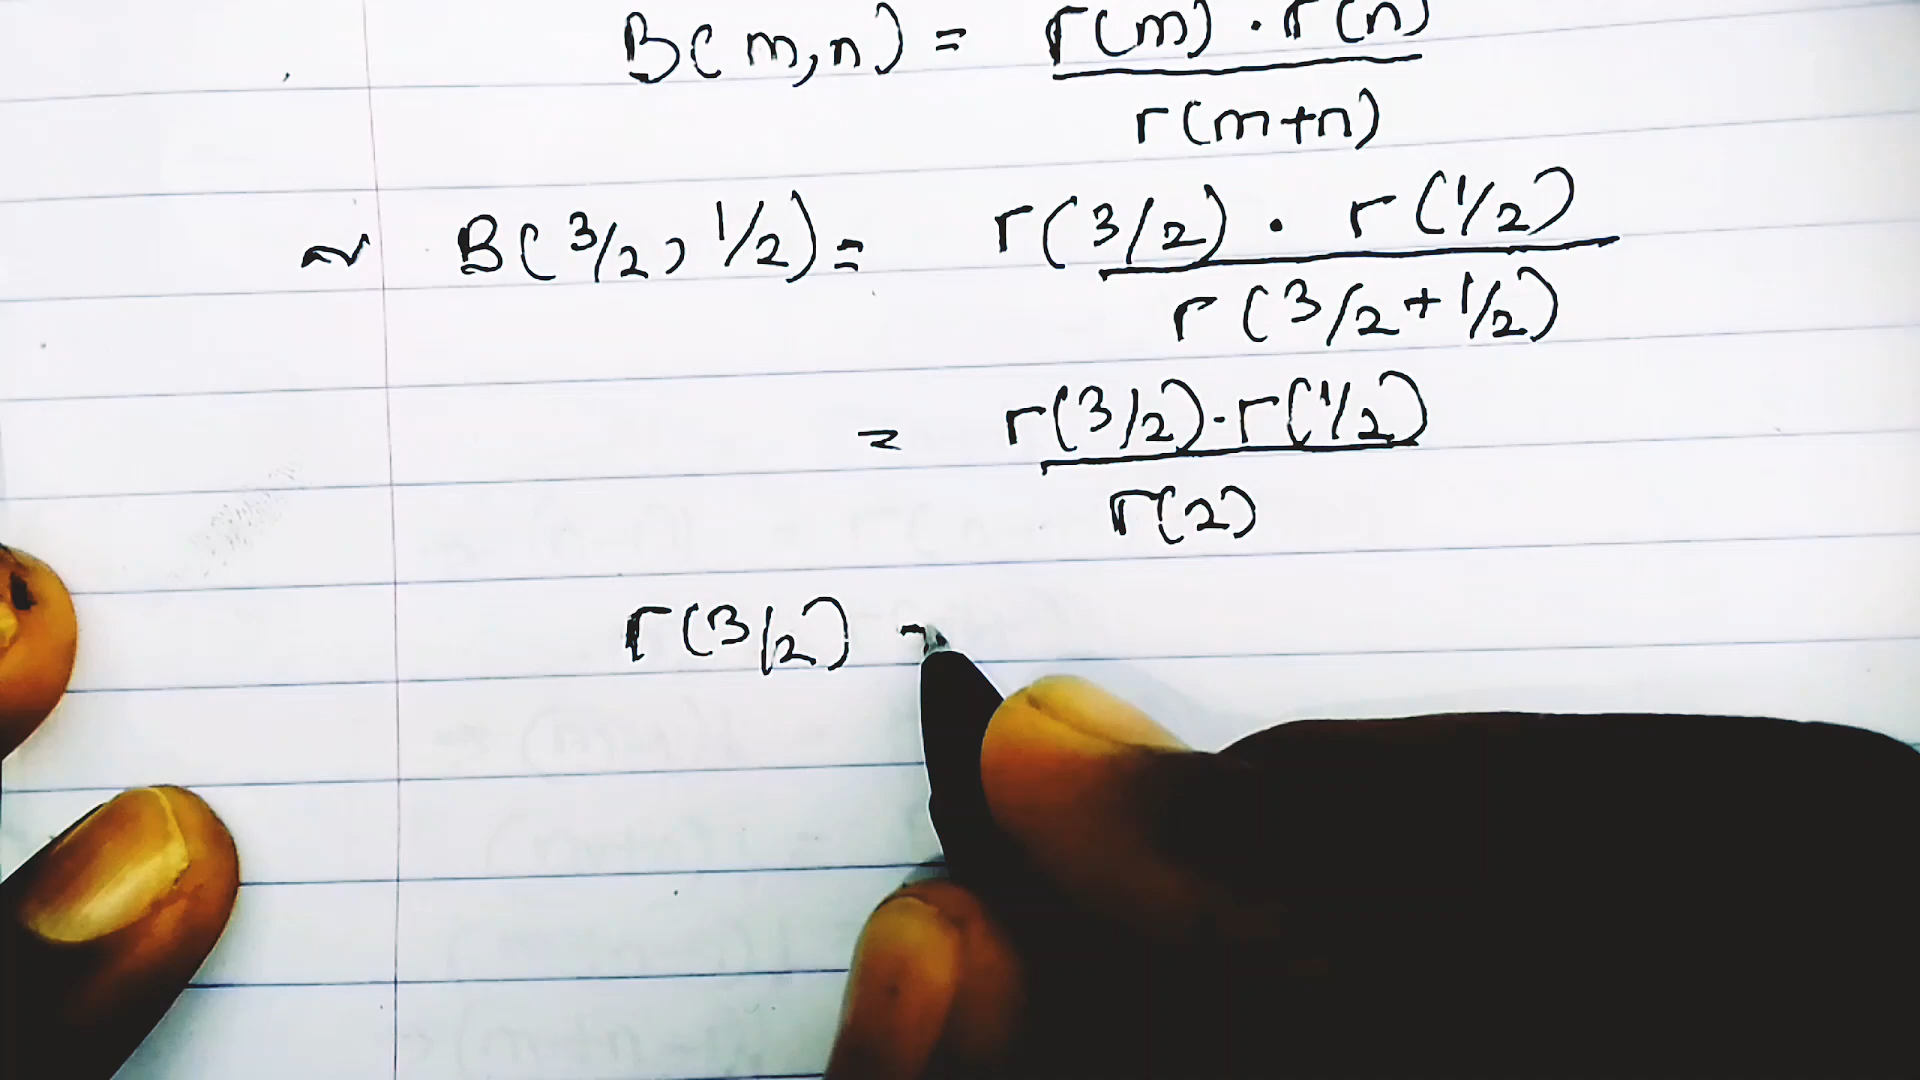 B(m,n) = Γ(m) · Γ(n) / Γ(m+n)
B(3/2, 1/2) = Γ(3/2) · Γ(1/2) / Γ(3/2+1/2)
= Γ(3/2) · Γ(1/2) / Γ(2)
Γ(3/2) -